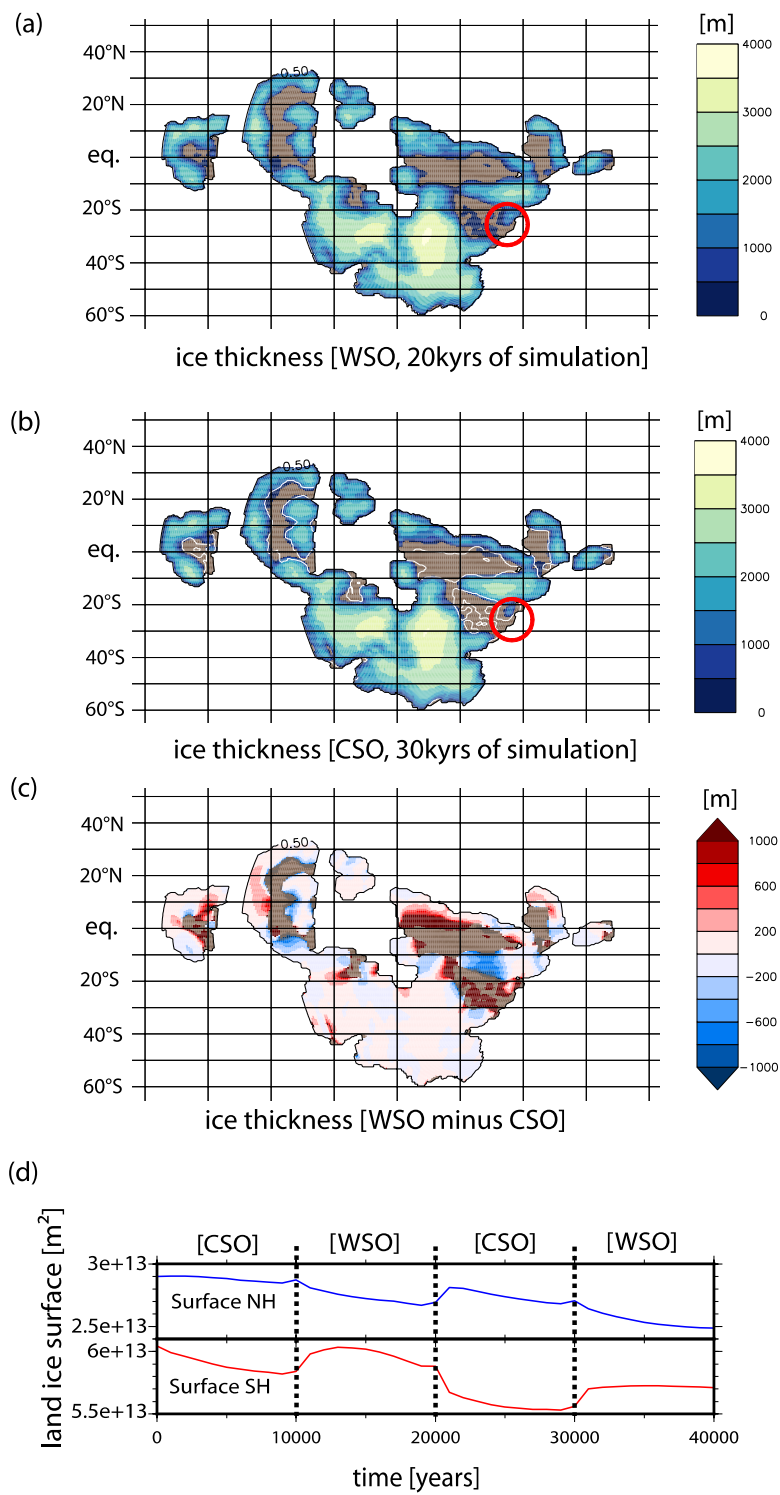 (a)
[m]
40°N
20°N
eq.
20°S
40°S
60°S
0.50
4000
3000
2000
1000
0
ice thickness [WSO, 20kyrs of simulation]
(b)
[m]
40°N
20°N
eq.
20°S
40°S
60°S
0.50
4000
3000
2000
1000
0
ice thickness [CSO, 30kyrs of simulation]
(c)
[m]
40°N
20°N
eq.
20°S
40°S
60°S
0.50
1000
600
200
-200
-600
-1000
ice thickness [WSO minus CSO]
(d)
[CSO] [WSO] [CSO] [WSO]
land ice surface [m²]
3e+13
Surface NH
2.5e+13
6e+13
Surface SH
5.5e+13
0 10000 20000 30000 40000
time [years]